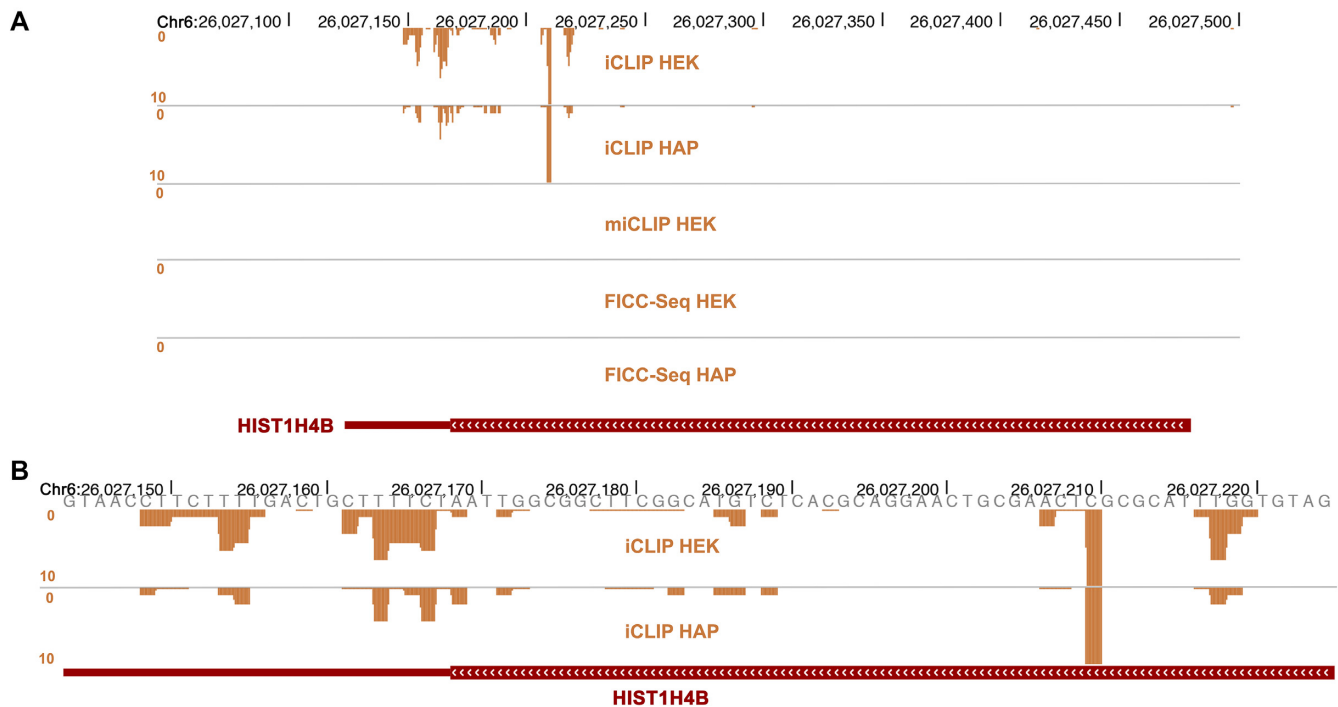 A
Chr6:26,027,100 26,027,150 26,027,200 26,027,250 26,027,300 26,027,350 26,027,400 26,027,450 26,027,500
0
iCLIP HEK
10
0
iCLIP HAP
10
0
miCLIP HEK
0
FICC-Seq HEK
0
FICC-Seq HAP
HIST1H4B
B
Chr6:26,027,150 26,027,160 26,027,170 26,027,180 26,027,190 26,027,200 26,027,210 26,027,220
GTAACCTTCTTTTGACTGCTTTTCTAATTGGCGGCTTCGGCATGTCTCACGCAGGAACTGCGAACTCGCGCATTTGGTGTAG
0
iCLIP HEK
10
0
iCLIP HAP
10
HIST1H4B